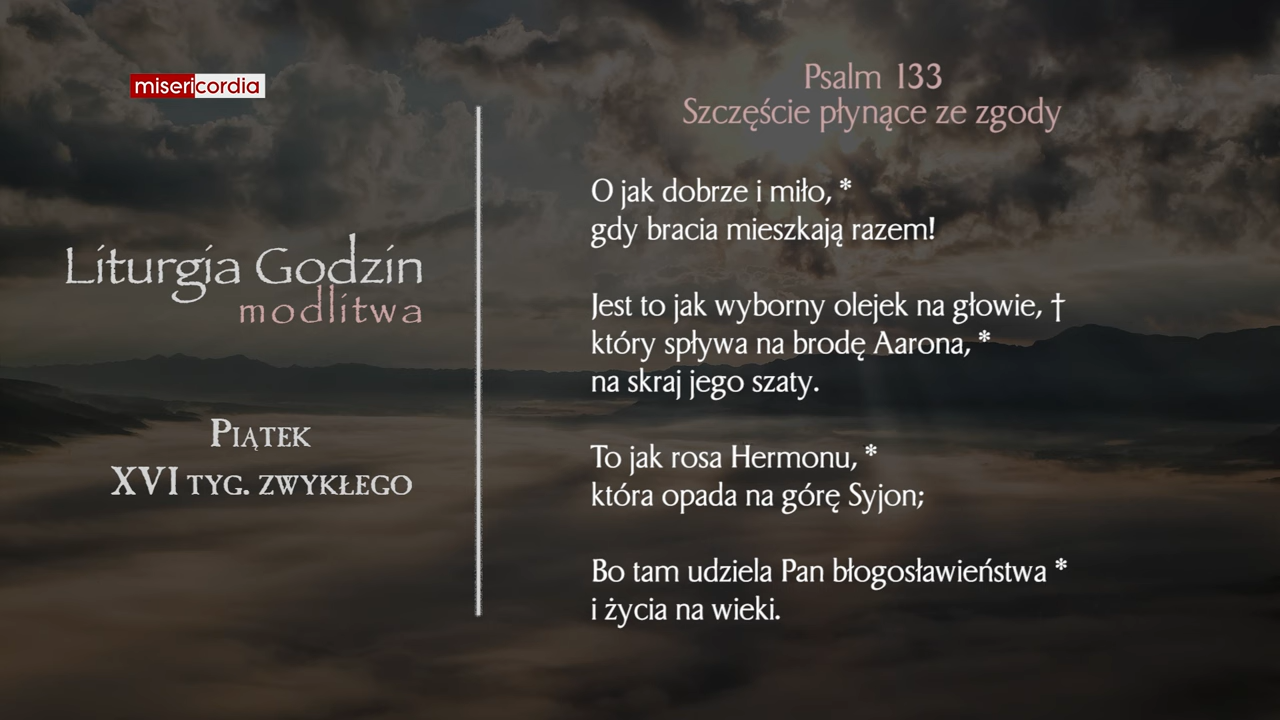 misericordia
Liturgia Godzin
modlitwa
Piątek
XVI tyg. zwykłego
Psalm 133
Szczęście płynące ze zgody
O jak dobrze i miło, *
gdy bracia mieszkają razem!
Jest to jak wyborny olejek na głowie, †
który spływa na brodę Aarona, *
na skraj jego szaty.
To jak rosa Hermonu, *
która opada na górę Syjon;
Bo tam udziela Pan błogosławieństwa *
i życia na wieki.